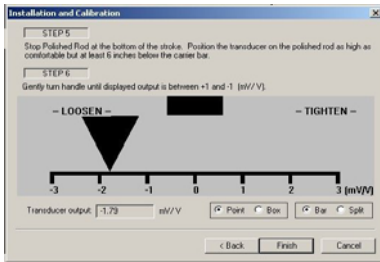 Installation and Calibration
STEP 5
Stop Polished Rod at the bottom of the stroke. Position the transducer on the polished rod as high as
comfortable but at least 6 inches below the carrier bar.
STEP 6
Gently turn handle until displayed output is between +1 and -1 (mV/V).
– LOOSEN – – TIGHTEN –
-3 -2 -1 0 1 2 3 (mV/V)
Transducer output: -1.79 mV/V Point Box Bar Split
< Back Finish Cancel